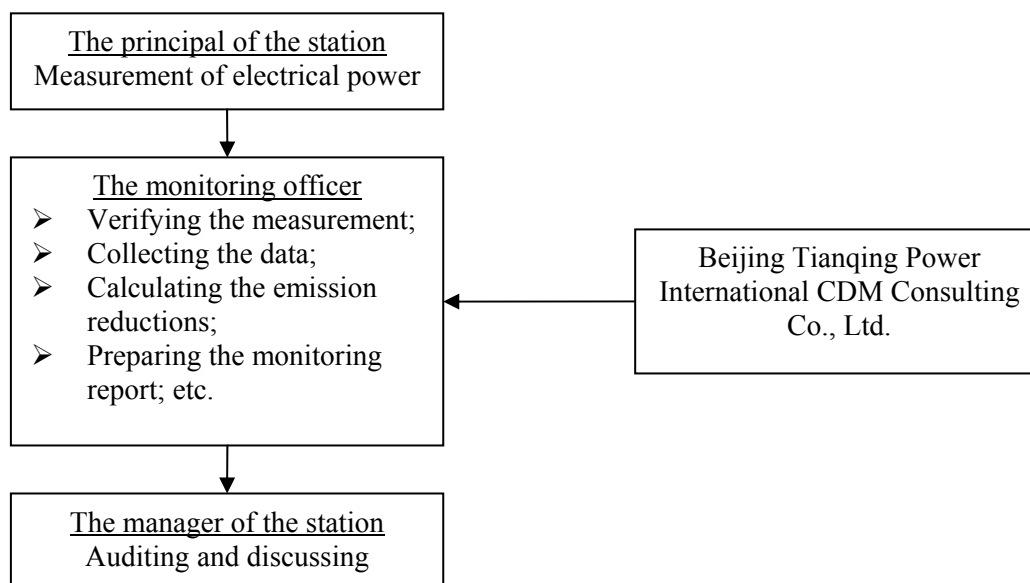 The principal of the station
Measurement of electrical power
The monitoring officer
➢ Verifying the measurement;
➢ Collecting the data;
➢ Calculating the emission
reductions;
➢ Preparing the monitoring
report; etc.
Beijing Tianqing Power
International CDM Consulting
Co., Ltd.
The manager of the station
Auditing and discussing